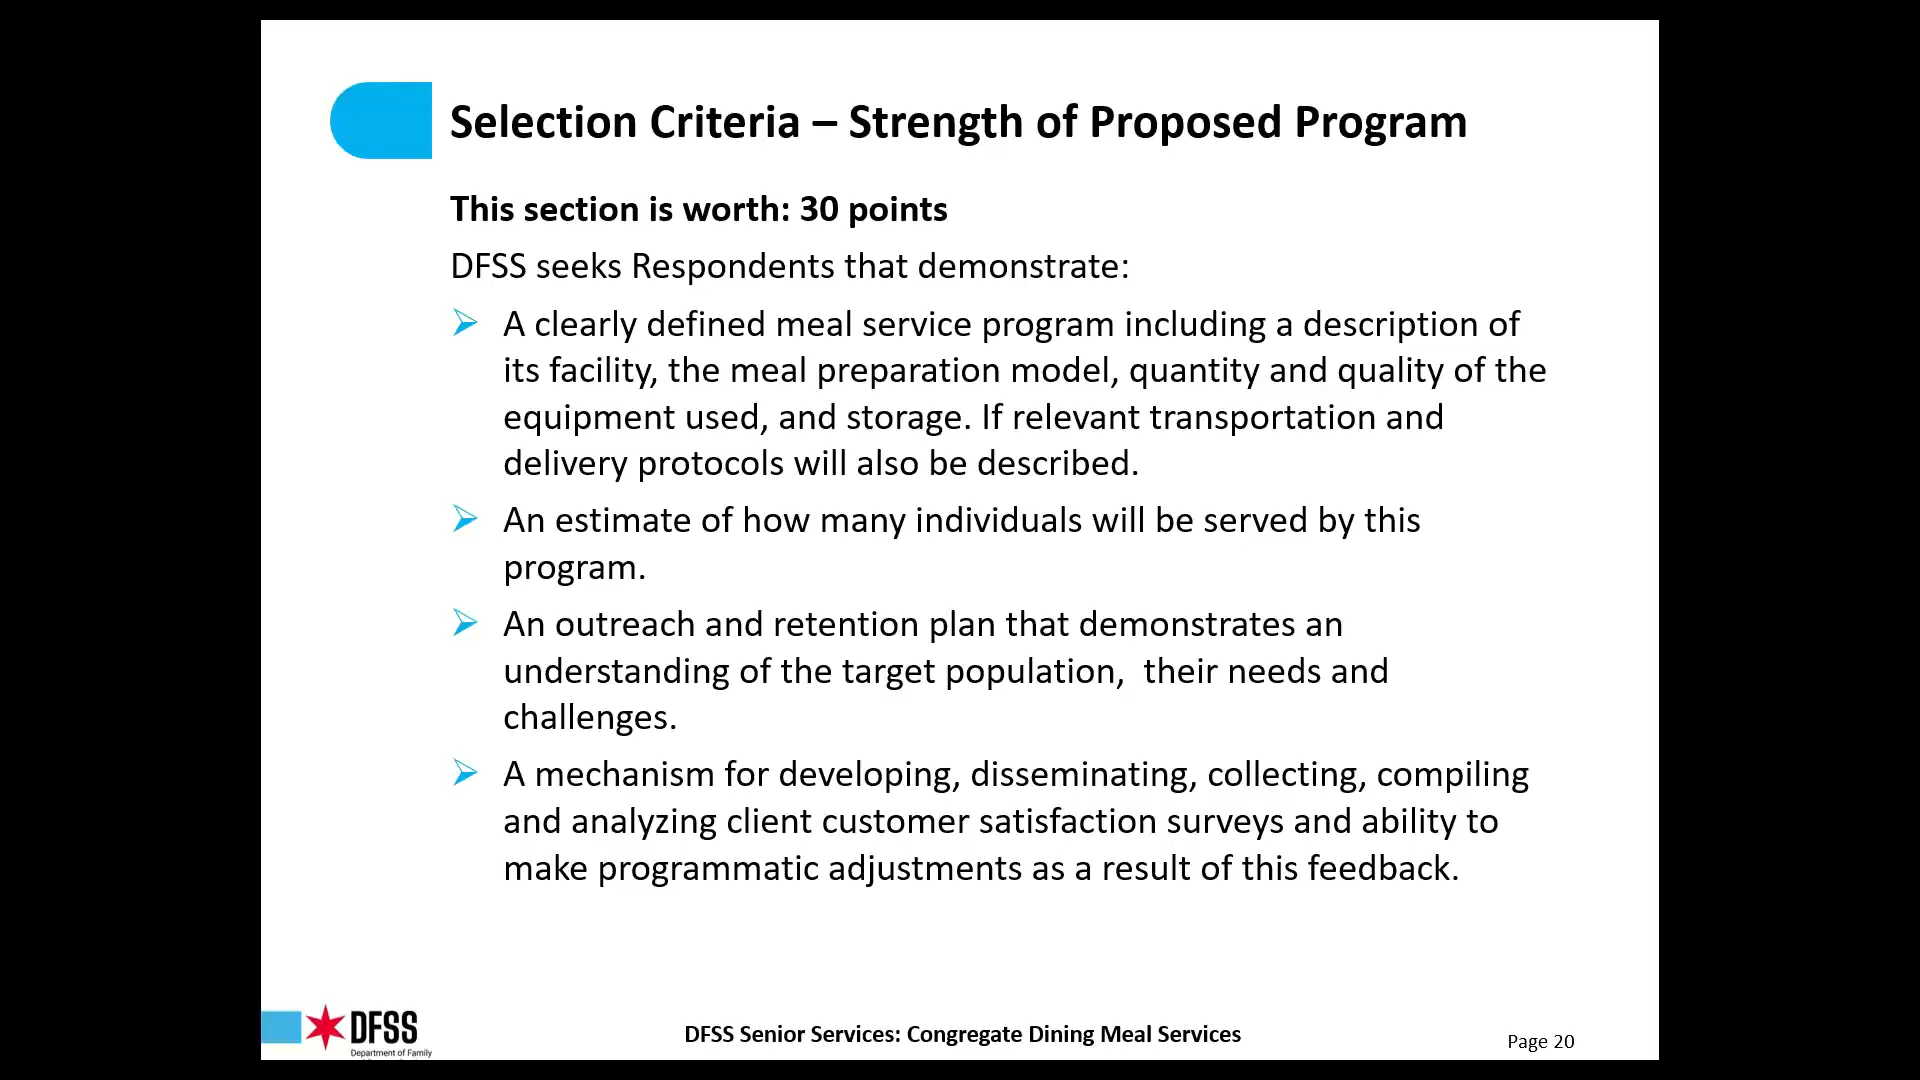 Selection Criteria – Strength of Proposed Program
This section is worth: 30 points
DFSS seeks Respondents that demonstrate:
A clearly defined meal service program including a description of
its facility, the meal preparation model, quantity and quality of the
equipment used, and storage. If relevant transportation and
delivery protocols will also be described.
An estimate of how many individuals will be served by this
program.
An outreach and retention plan that demonstrates an
understanding of the target population,  their needs and
challenges.
A mechanism for developing, disseminating, collecting, compiling
and analyzing client customer satisfaction surveys and ability to
make programmatic adjustments as a result of this feedback.
DFSS
Department of Family
DFSS Senior Services: Congregate Dining Meal Services
Page 20